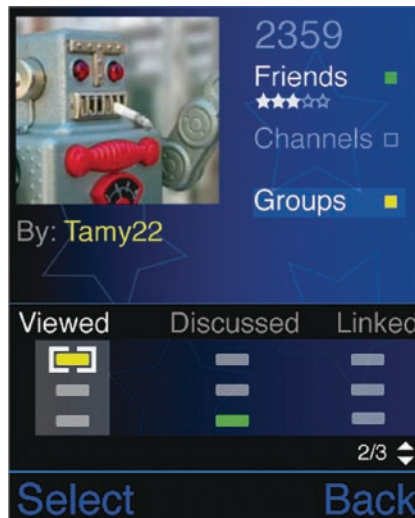 2359
Friends
Channels
Groups
By: Tamy22
Viewed Discussed Linked
2/3
Select Back